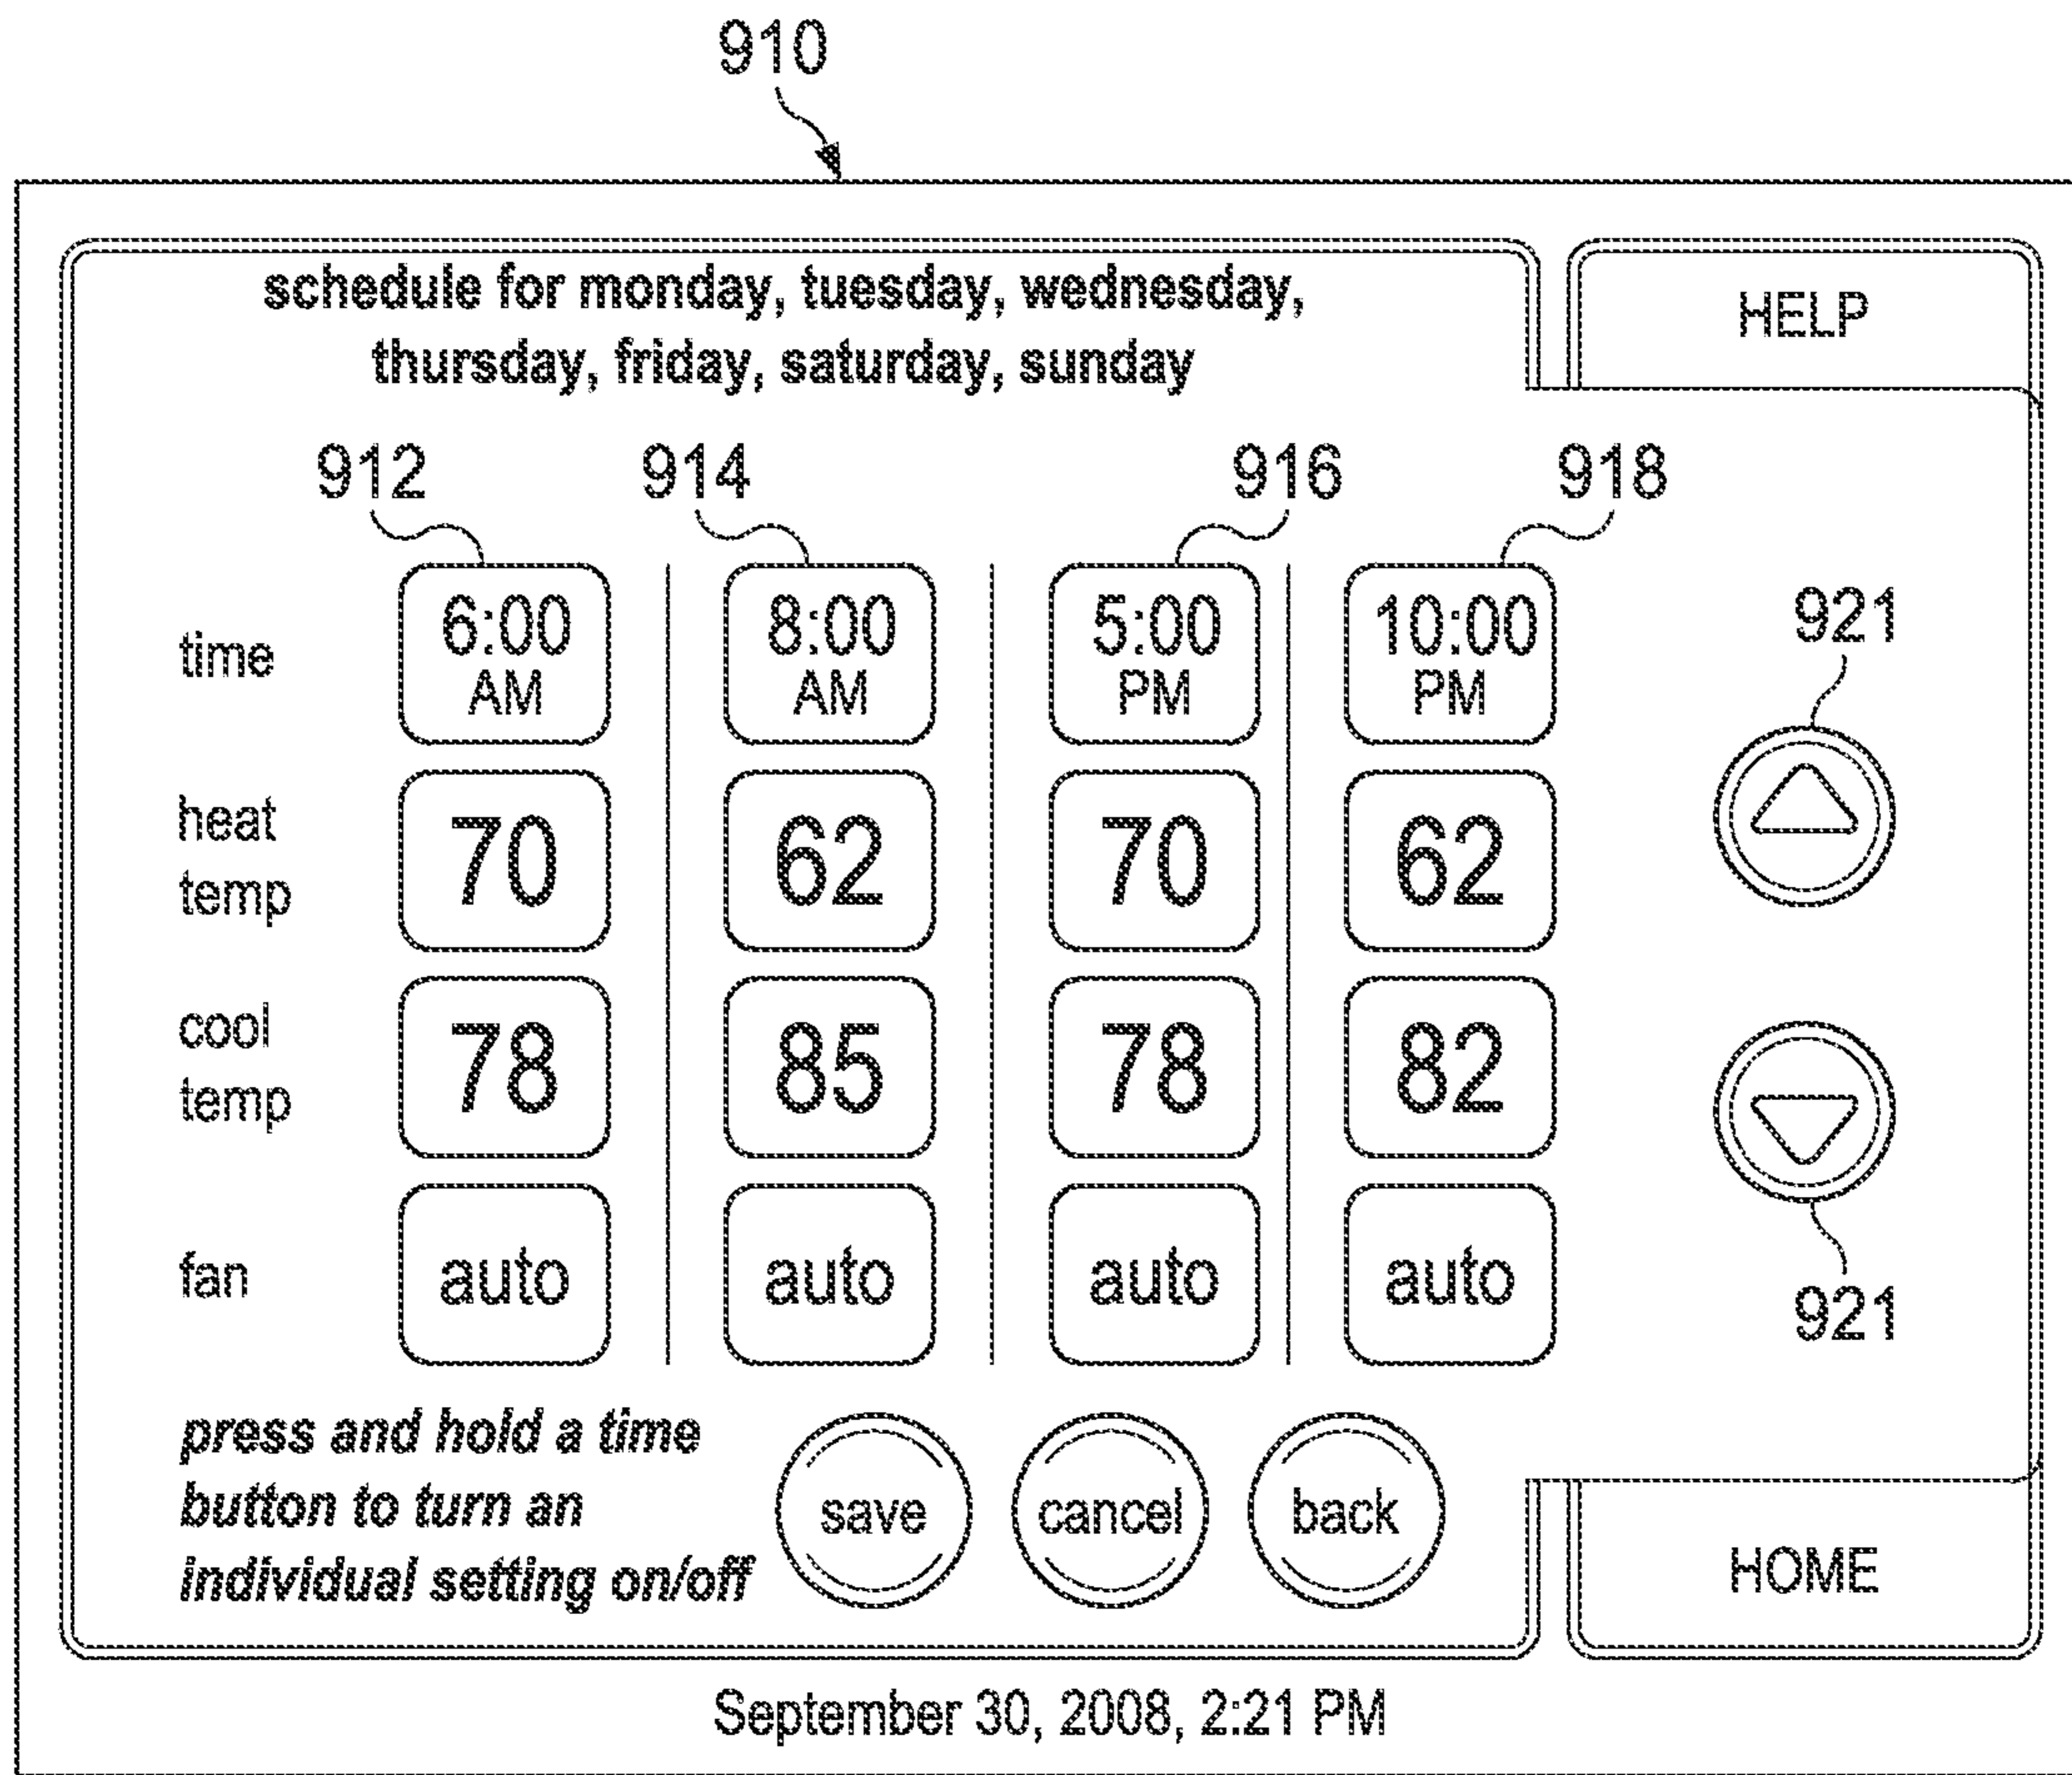 910
schedule for monday, tuesday, wednesday,
thursday, friday, saturday, sunday
HELP
912 914 916 918
time 6:00 AM 8:00 AM 5:00 PM 10:00 PM
921
heat temp 70 62 70 62
cool temp 78 85 78 82
fan auto auto auto auto
921
press and hold a time
button to turn an
individual setting on/off
save cancel back
HOME
September 30, 2008, 2:21 PM